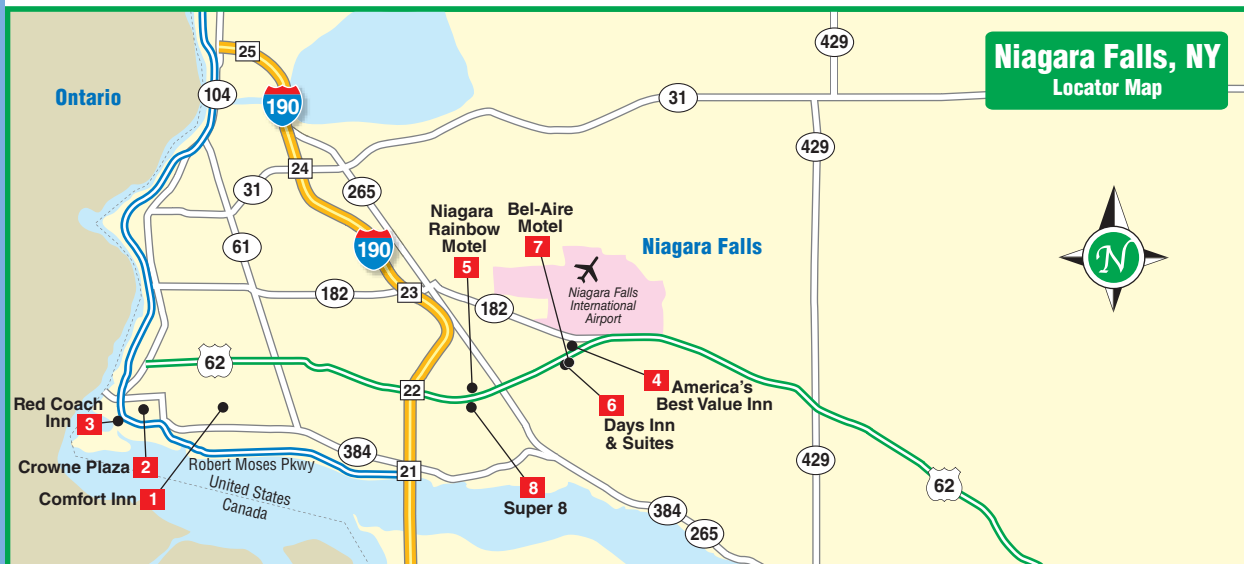 Niagara Falls, NY
Locator Map
Ontario
25
104
190
429
31
24
31
265
429
61
190
Niagara
Rainbow
Motel
5
Bel-Aire
Motel
7
Niagara Falls
Niagara Falls
International
Airport
N
182
23
182
62
22
4
America's
Best Value Inn
6
Days Inn
& Suites
Red Coach
Inn
3
Crowne Plaza
2
Comfort Inn
1
384
Robert Moses Pkwy
21
United States
Canada
8
Super 8
429
62
384
265